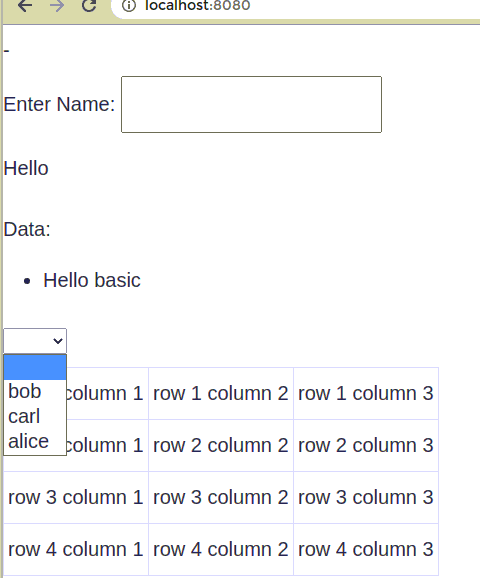 localhost:8080
-
Enter Name:
Hello
Data:
• Hello basic
bob
carl
alice
column 1 row 1 column 2 row 1 column 3
column 1 row 2 column 2 row 2 column 3
row 3 column 1 row 3 column 2 row 3 column 3
row 4 column 1 row 4 column 2 row 4 column 3